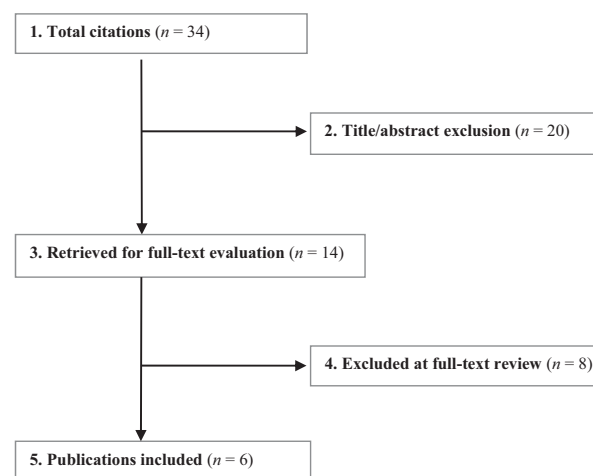 1. Total citations (n = 34)
2. Title/abstract exclusion (n = 20)
3. Retrieved for full-text evaluation (n = 14)
4. Excluded at full-text review (n = 8)
5. Publications included (n = 6)